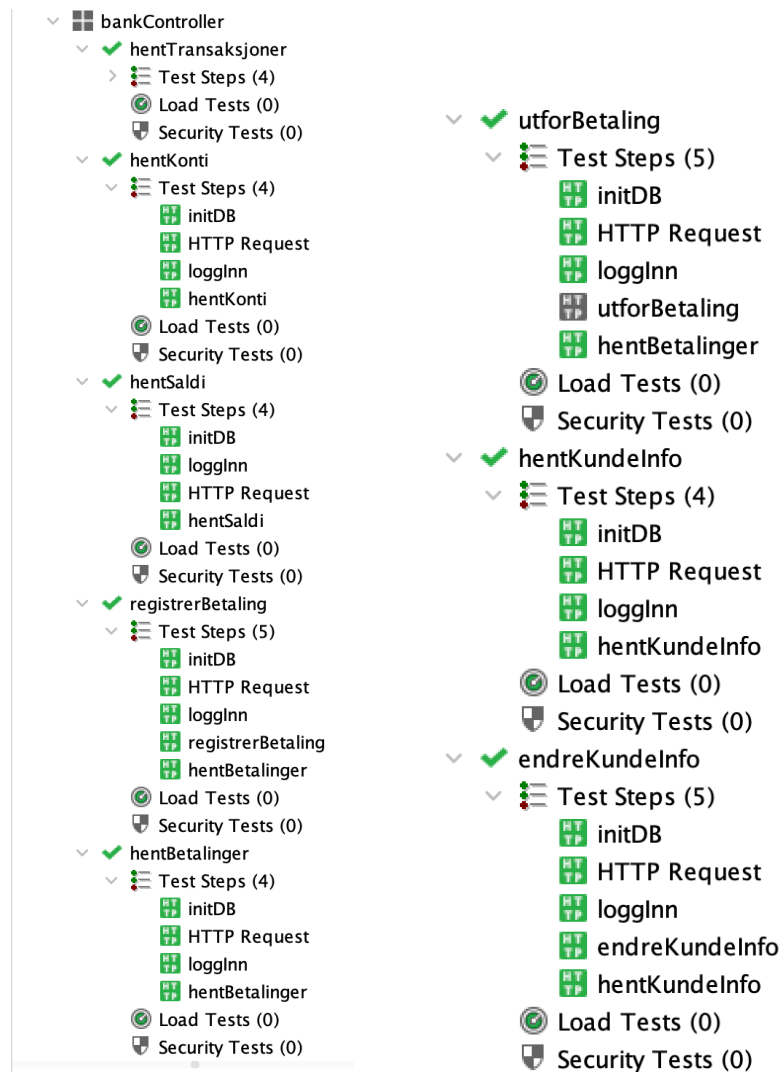 bankController
hentTransaksjoner
Test Steps (4)
Load Tests (0)
Security Tests (0)
hentKonti
Test Steps (4)
initDB
HTTP Request
loggInn
hentKonti
Load Tests (0)
Security Tests (0)
hentSaldi
Test Steps (4)
initDB
loggInn
HTTP Request
hentSaldi
Load Tests (0)
Security Tests (0)
registrerBetaling
Test Steps (5)
initDB
HTTP Request
loggInn
registrerBetaling
hentBetalinger
Load Tests (0)
Security Tests (0)
hentBetalinger
Test Steps (4)
initDB
HTTP Request
loggInn
hentBetalinger
Load Tests (0)
Security Tests (0)
utforBetaling
Test Steps (5)
initDB
HTTP Request
loggInn
utforBetaling
hentBetalinger
Load Tests (0)
Security Tests (0)
hentKundeInfo
Test Steps (4)
initDB
HTTP Request
loggInn
hentKundeInfo
Load Tests (0)
Security Tests (0)
endreKundeInfo
Test Steps (5)
initDB
HTTP Request
loggInn
endreKundeInfo
hentKundeInfo
Load Tests (0)
Security Tests (0)